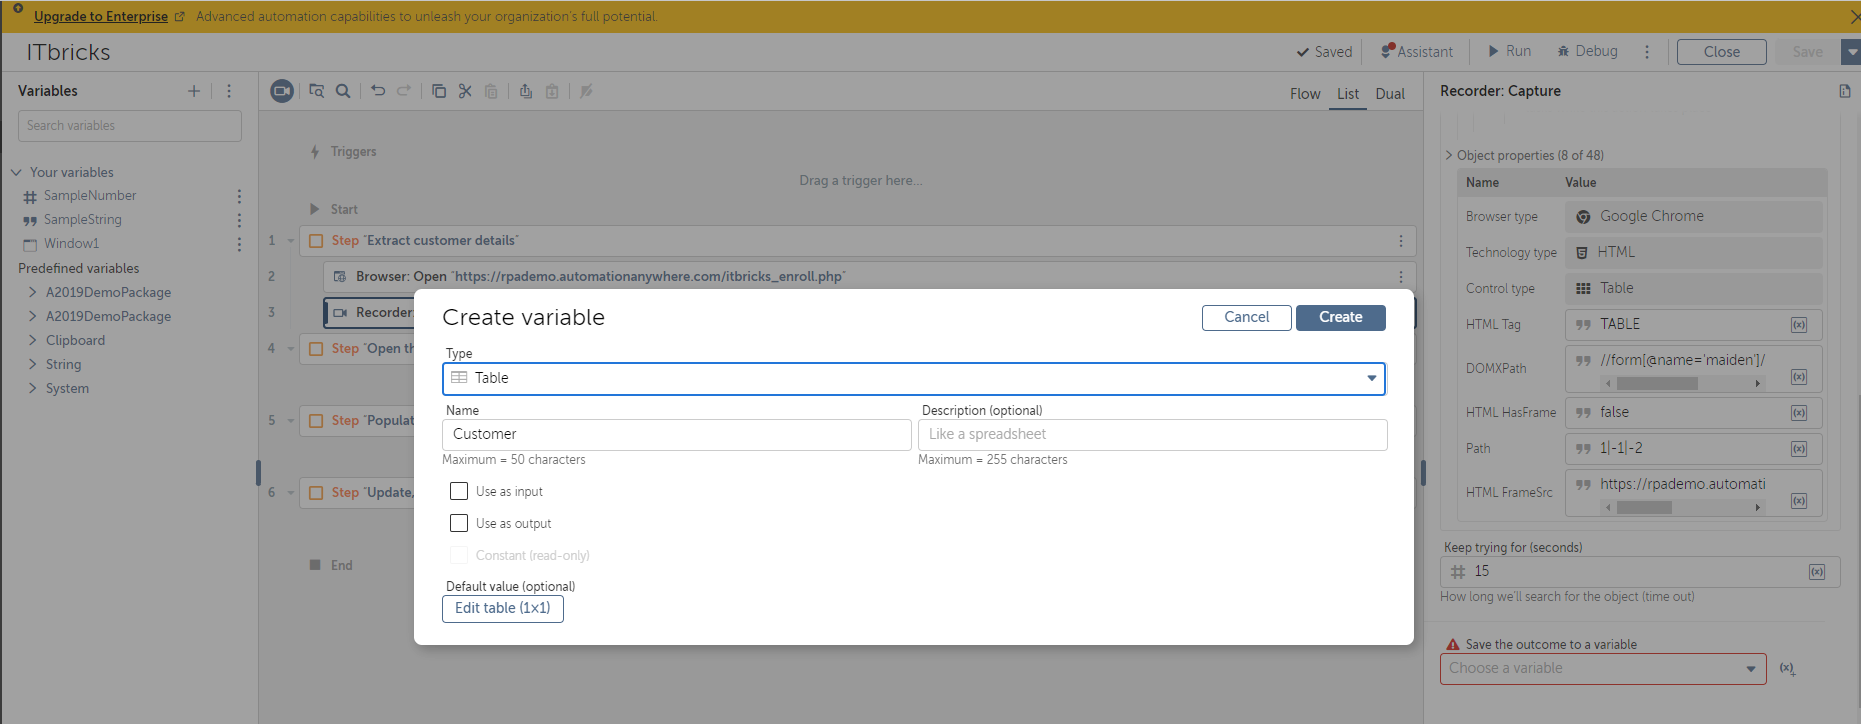 Upgrade to Enterprise Advanced automation capabilities to unleash your organization's full potential.
ITbricks
Saved
Assistant
Run
Debug
Close
Save
Variables
Search variables
Your variables
SampleNumber
SampleString
Window1
Predefined variables
A2019DemoPackage
A2019DemoPackage
Clipboard
String
System
Flow List Dual
Triggers
Drag a trigger here...
Start
1 Step "Extract customer details"
2 Browser: Open "https://rpademo.automationanywhere.com/itbricks_enroll.php"
3 Recorder:
4 Step "Open th
5 Step "Populat
6 Step "Update,
End
Create variable
Cancel
Create
Type
Table
Name
Customer
Maximum = 50 characters
Description (optional)
Like a spreadsheet
Maximum = 255 characters
Use as input
Use as output
Constant (read-only)
Default value (optional)
Edit table (1×1)
Recorder: Capture
Object properties (8 of 48)
Name Value
Browser type Google Chrome
Technology type HTML
Control type Table
HTML Tag TABLE (x)
DOMXPath //form[@name='maiden']/ (x)
HTML HasFrame false (x)
Path 1|-1|-2 (x)
HTML FrameSrc https://rpademo.automati (x)
Keep trying for (seconds)
# 15 (x)
How long we'll search for the object (time out)
Save the outcome to a variable
Choose a variable (x)+